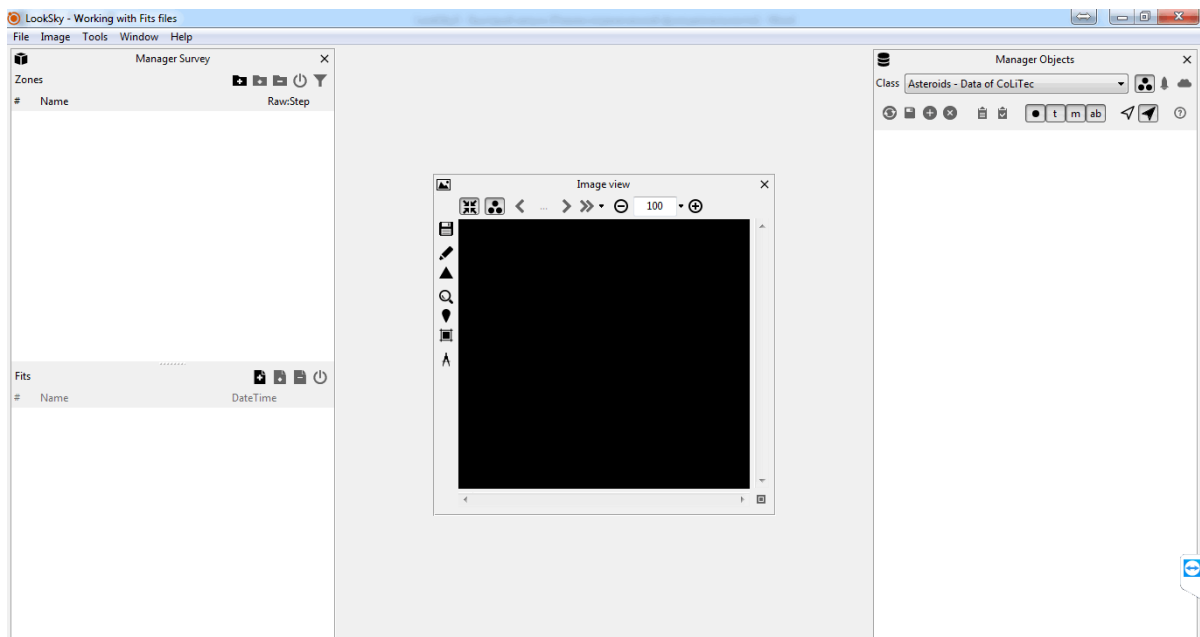 LookSky - Working with Fits files
File Image Tools Window Help
Manager Survey
Zones
# Name Raw:Step
Fits
# Name DateTime
Image view
... 100
Manager Objects
Class Asteroids - Data of CoLiTec
t m ab